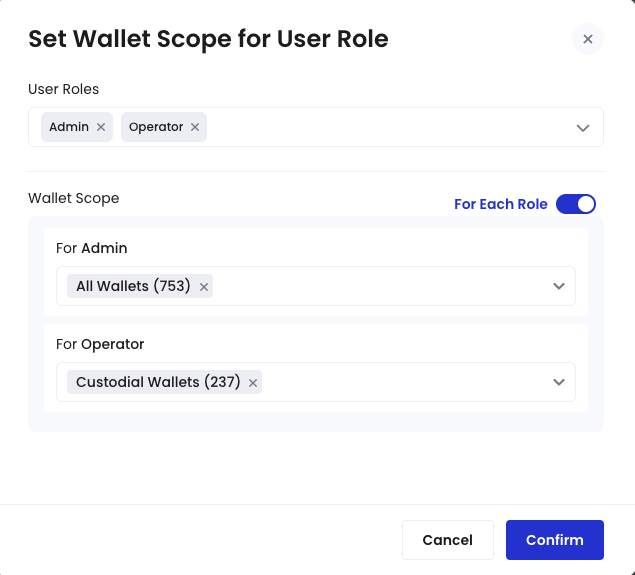 Set Wallet Scope for User Role
User Roles
Admin Operator
Wallet Scope
For Each Role
For Admin
All Wallets (753)
For Operator
Custodial Wallets (237)
Cancel Confirm